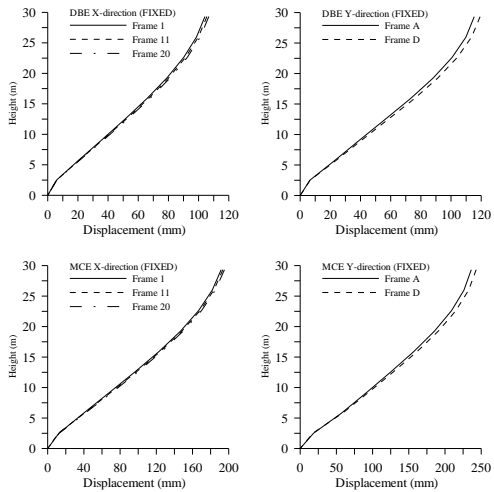 DBE X-direction (FIXED)
Frame 1
Frame 11
Frame 20
30
25
20
15
10
5
0
Height (m)
0 20 40 60 80 100 120
Displacement (mm)
DBE Y-direction (FIXED)
Frame A
Frame D
30
25
20
15
10
5
0
Height (m)
0 20 40 60 80 100 120
Displacement (mm)
MCE X-direction (FIXED)
Frame 1
Frame 11
Frame 20
30
25
20
15
10
5
0
Height (m)
0 40 80 120 160 200
Displacement (mm)
MCE Y-direction (FIXED)
Frame A
Frame D
30
25
20
15
10
5
0
Height (m)
0 50 100 150 200 250
Displacement (mm)